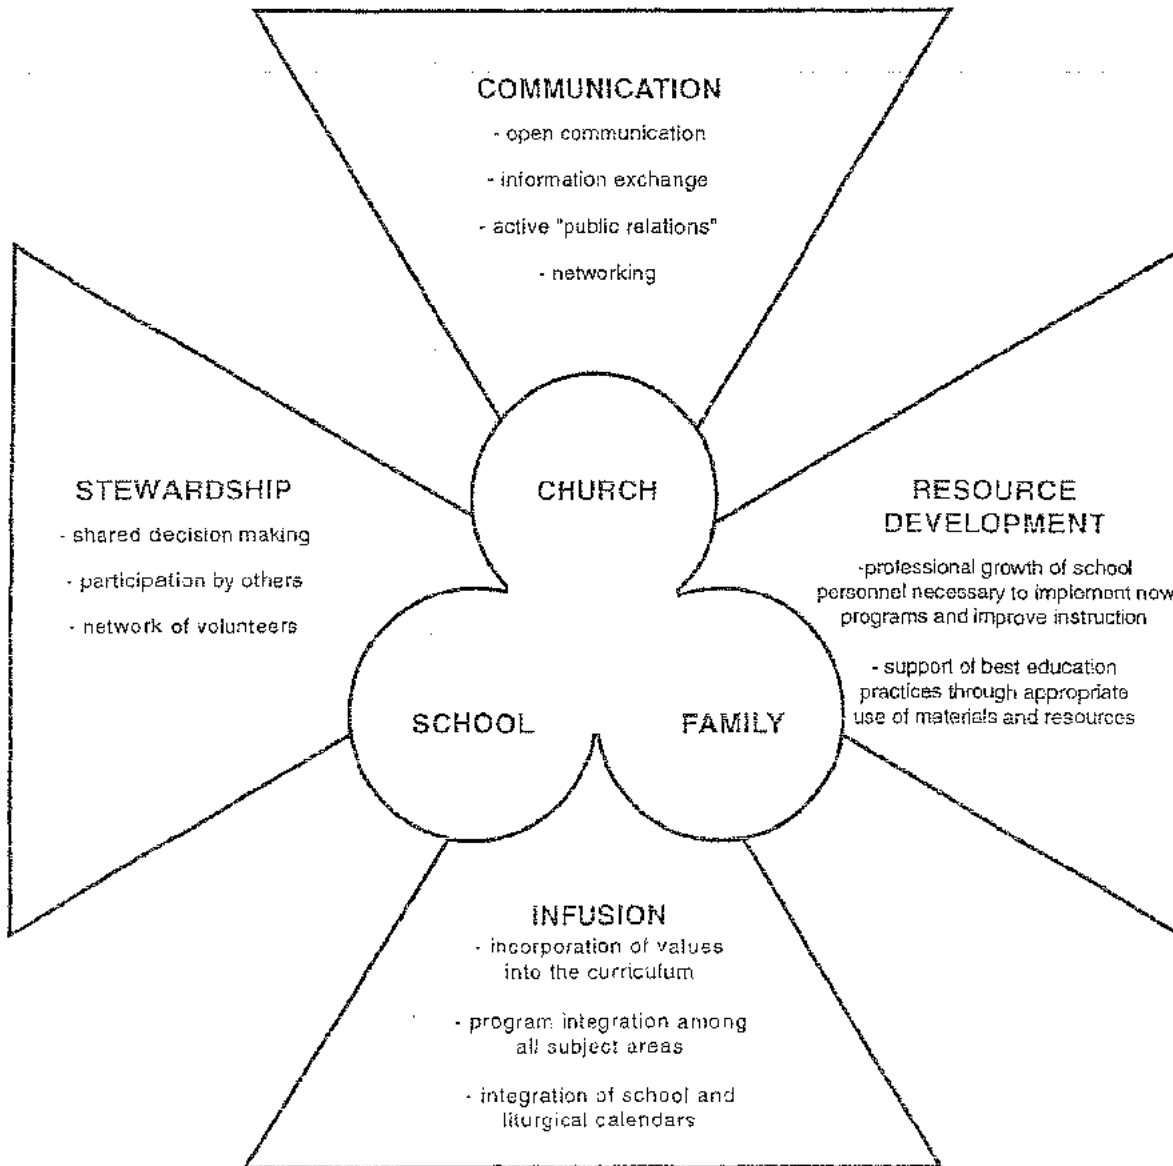 COMMUNICATION
- open communication
- information exchange
- active "public relations"
- networking
STEWARDSHIP
- shared decision making
- participation by others
- network of volunteers
CHURCH
SCHOOL
FAMILY
RESOURCE
DEVELOPMENT
-professional growth of school
personnel necessary to implement now
programs and improve instruction
- support of best education
practices through appropriate
use of materials and resources
INFUSION
- incorporation of values
into the curriculum
- program integration among
all subject areas
- integration of school and
liturgical calendars